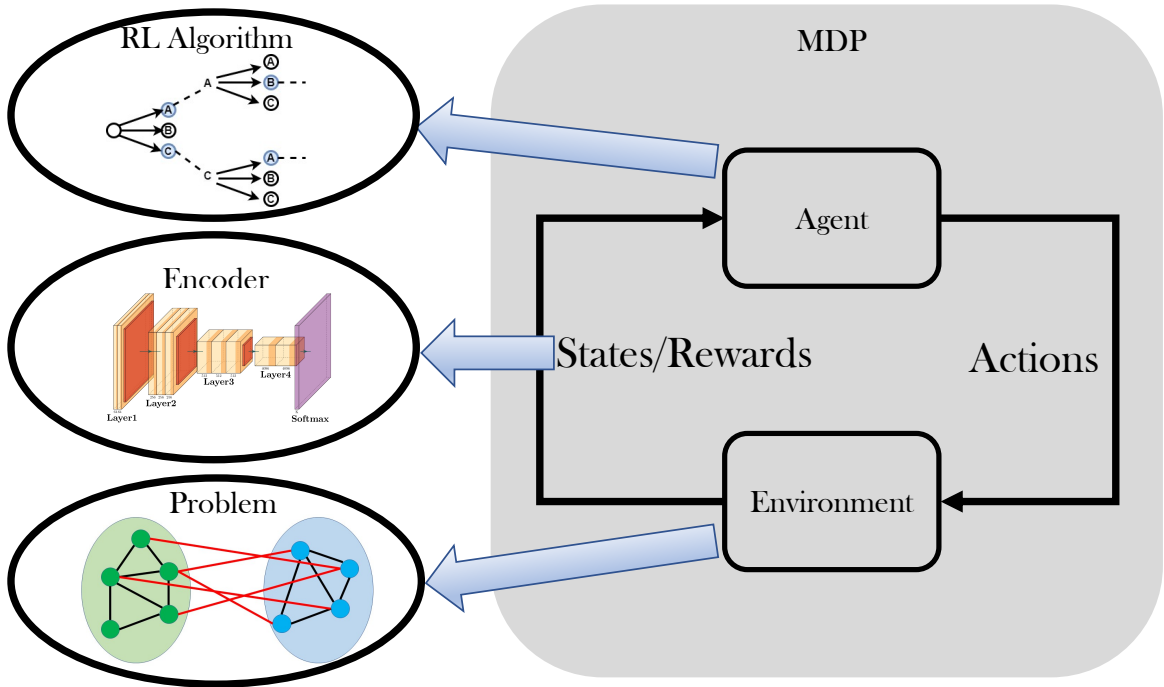 RL Algorithm
A
B
C
A
C
A
B
C
A
B
C
Encoder
Layer1
Layer2
Layer3
Layer4
Softmax
Problem
MDP
Agent
States/Rewards
Actions
Environment